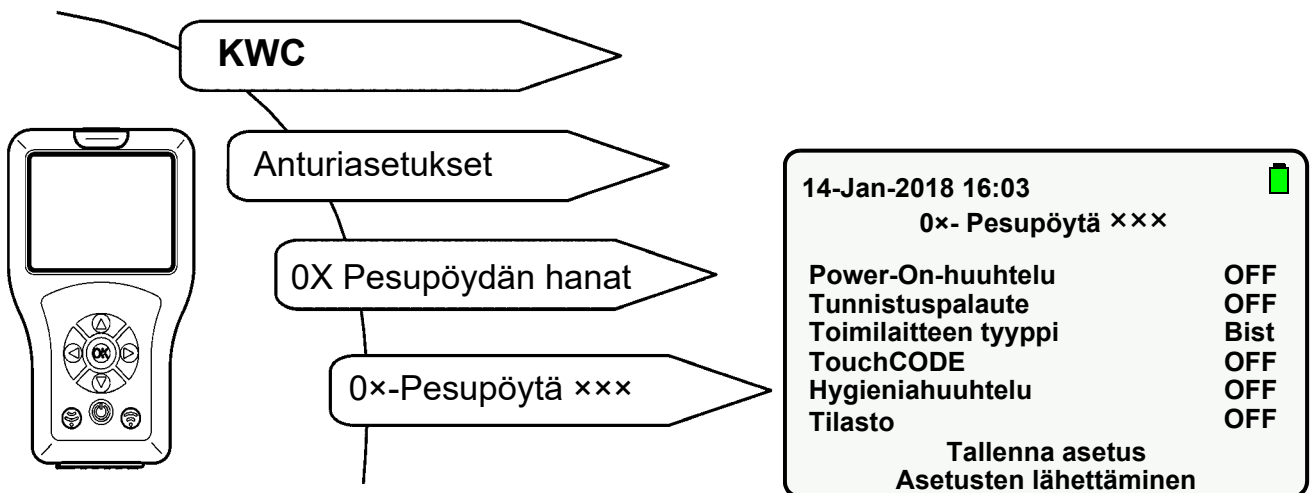 KWC
Anturiasetukset
0X Pesupöydän hanat
0×-Pesupöytä ×××
OK
14-Jan-2018 16:03
0×- Pesupöytä ×××
Power-On-huuhtelu OFF
Tunnistuspalaute OFF
Toimilaitteen tyyppi Bist
TouchCODE OFF
Hygieniahuuhtelu OFF
Tilasto OFF
Tallenna asetus
Asetusten lähettäminen